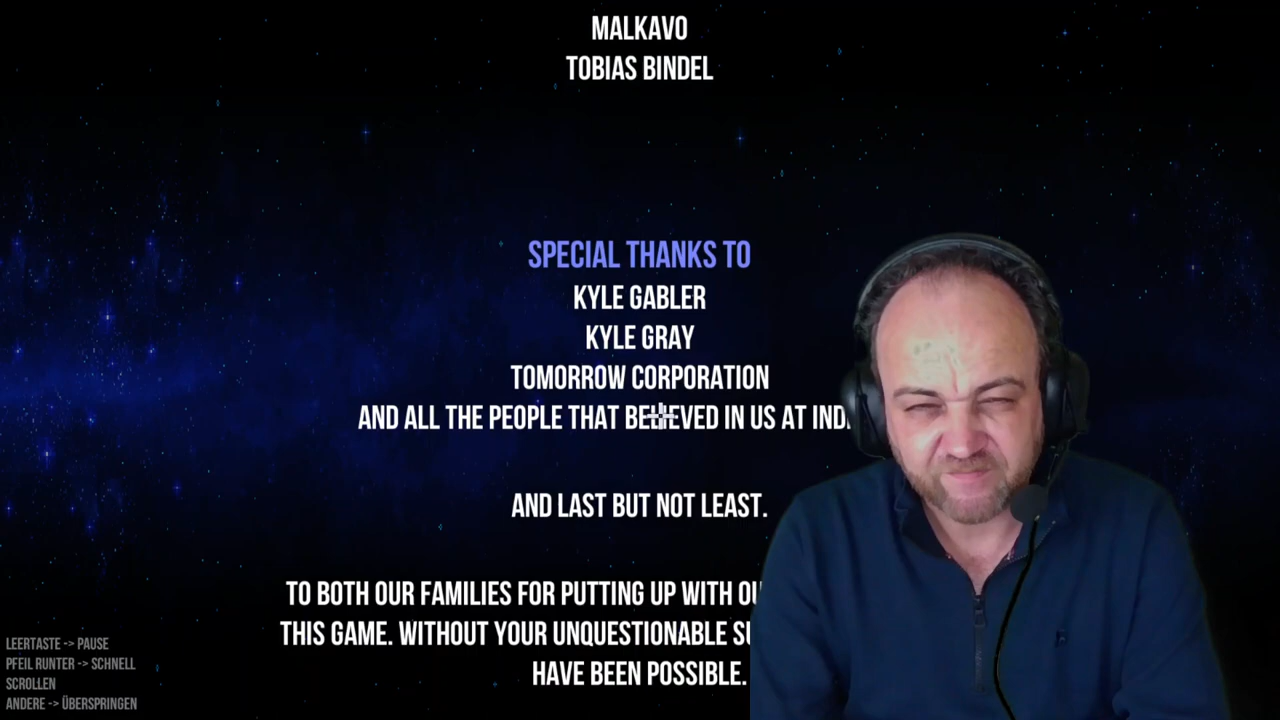 MALKAVO
TOBIAS BINDEL
SPECIAL THANKS TO
KYLE GABLER
KYLE GRAY
TOMORROW CORPORATION
AND ALL THE PEOPLE THAT BELIEVED IN US AT
AND LAST BUT NOT LEAST.
TO BOTH OUR FAMILIES FOR PUTTING UP WITH
THIS GAME. WITHOUT YOUR UNQUESTIONABLE
HAVE BEEN POSSIBLE.
LEERTASTE -> PAUSE
PFEIL RUNTER -> SCHNELL
SCROLLEN
ANDERE -> ÜBERSPRINGEN